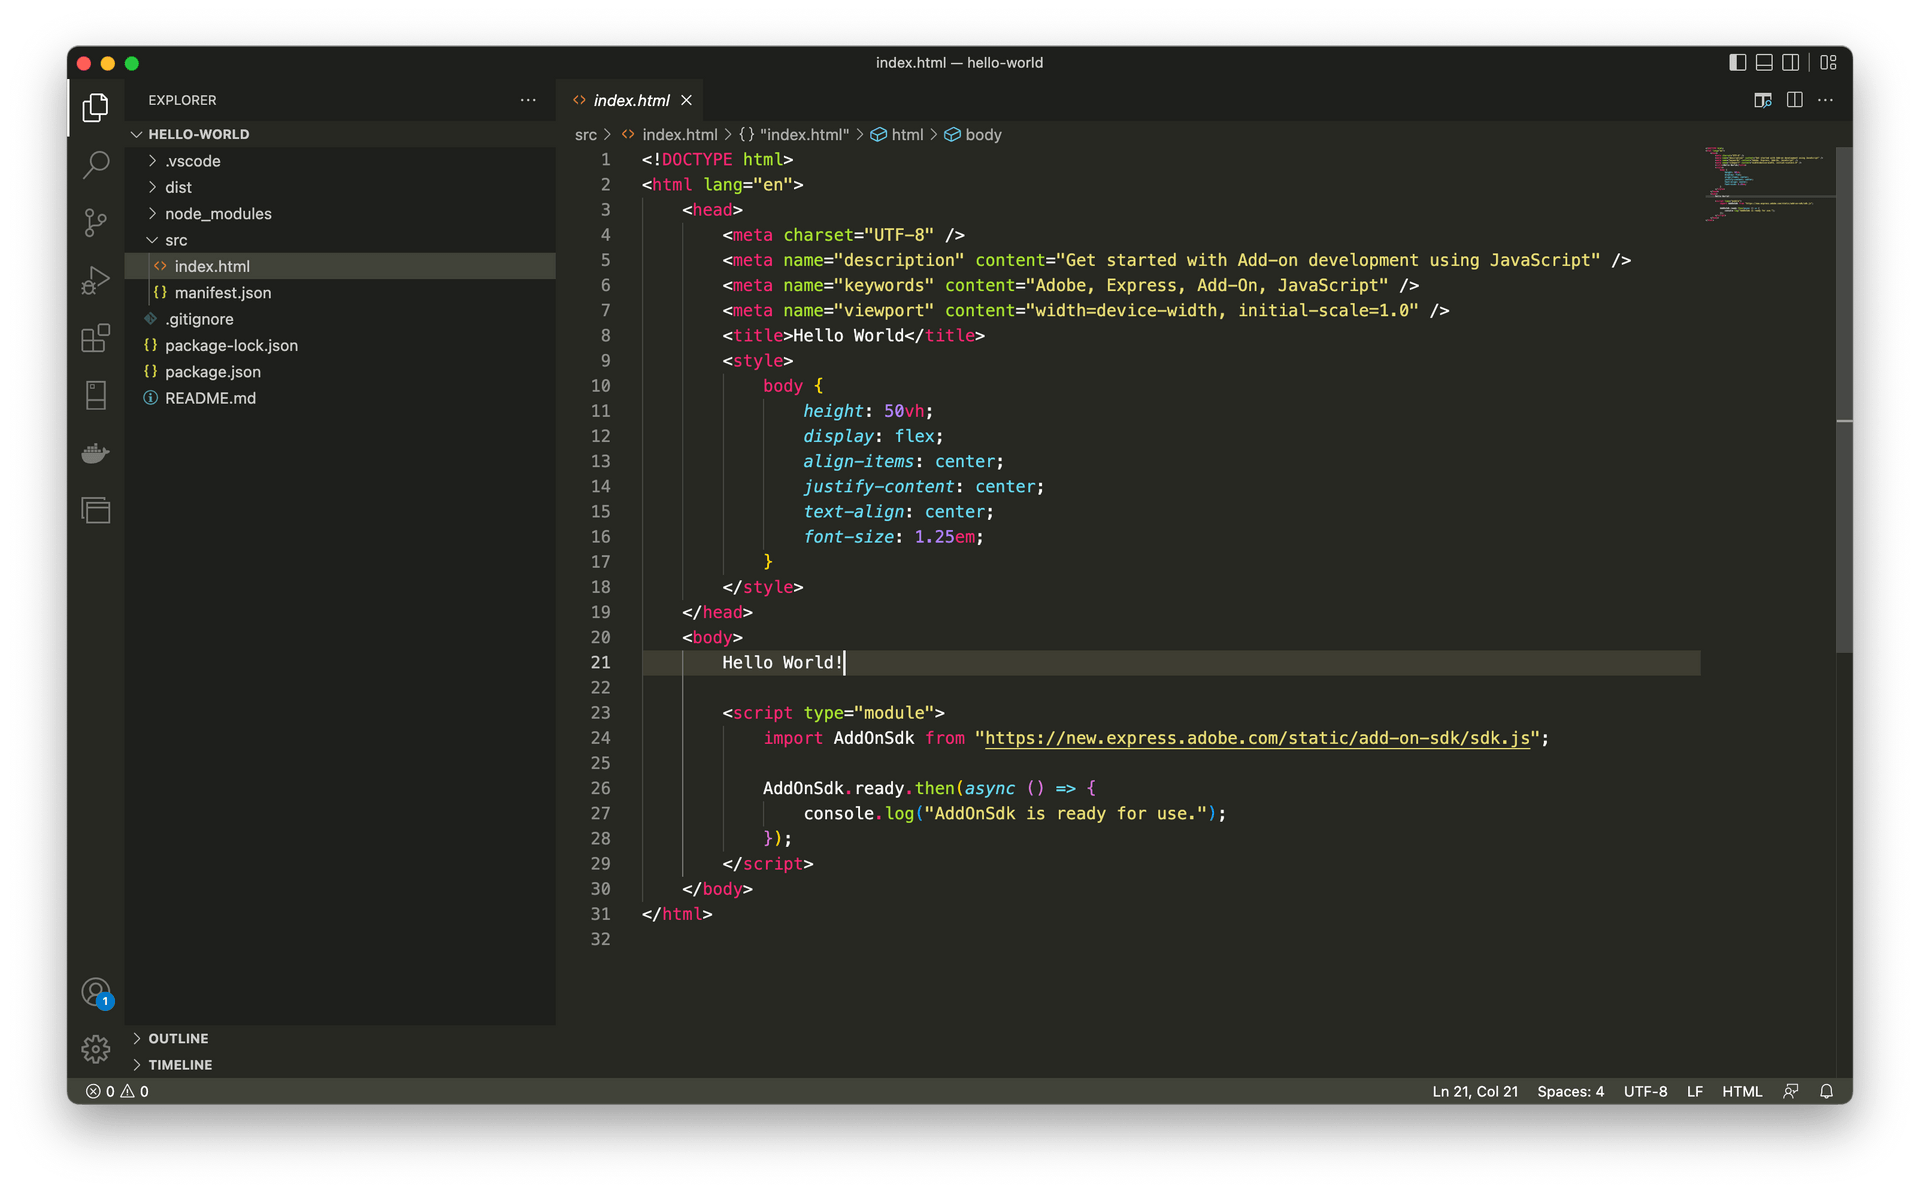 index.html — hello-world
EXPLORER
HELLO-WORLD
.vscode
dist
node_modules
src
index.html
manifest.json
.gitignore
package-lock.json
package.json
README.md
OUTLINE
TIMELINE
1
index.html
src > index.html > {} "index.html" > html > body
1 <!DOCTYPE html>
2 <html lang="en">
3     <head>
4         <meta charset="UTF-8" />
5         <meta name="description" content="Get started with Add-on development using JavaScript" />
6         <meta name="keywords" content="Adobe, Express, Add-On, JavaScript" />
7         <meta name="viewport" content="width=device-width, initial-scale=1.0" />
8         <title>Hello World</title>
9         <style>
10             body {
11                 height: 50vh;
12                 display: flex;
13                 align-items: center;
14                 justify-content: center;
15                 text-align: center;
16                 font-size: 1.25em;
17             }
18         </style>
19     </head>
20     <body>
21         Hello World!
22
23         <script type="module">
24             import AddOnSdk from "https://new.express.adobe.com/static/add-on-sdk/sdk.js";
25
26             AddOnSdk.ready.then(async () => {
27                 console.log("AddOnSdk is ready for use.");
28             });
29         </script>
30     </body>
31 </html>
32
0 0
Ln 21, Col 21 Spaces: 4 UTF-8 LF HTML